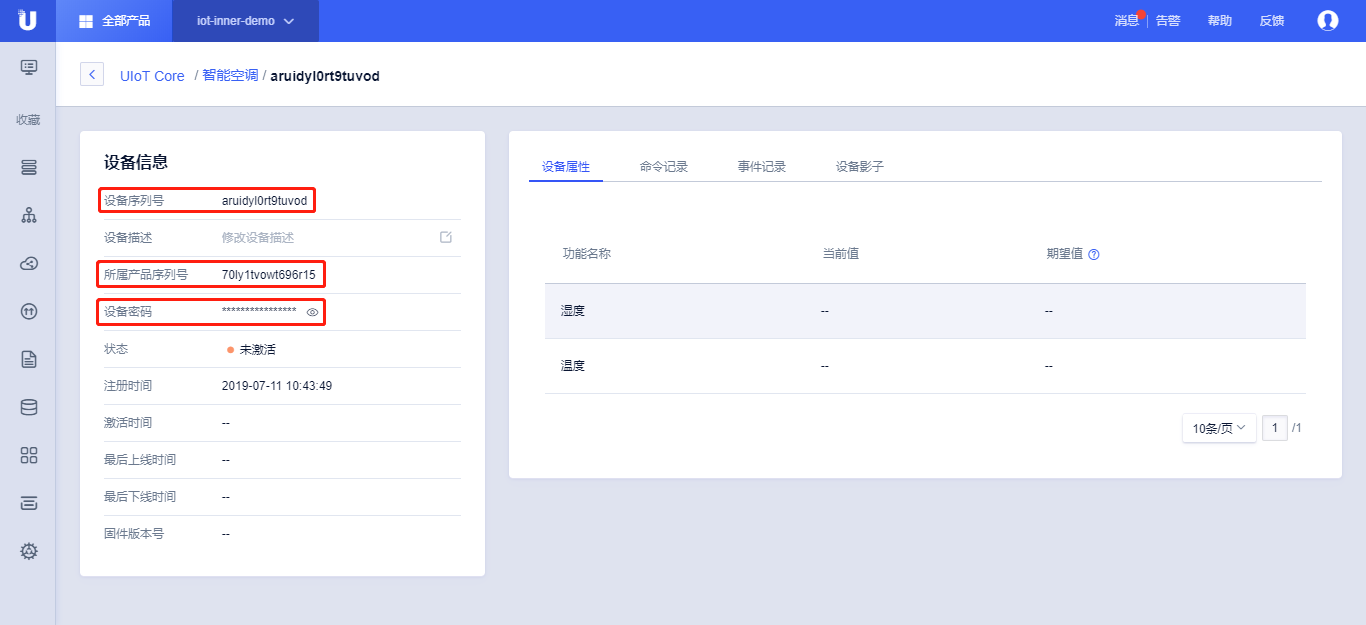 全部产品
iot-inner-demo
消息
告警
帮助
反馈
收藏
UIoT Core / 智能空调 / aruidyl0rt9tuvod
设备信息
设备序列号 aruidyl0rt9tuvod
设备描述 修改设备描述
所属产品序列号 70ly1tvowt696r15
设备密码 ****************
状态 未激活
注册时间 2019-07-11 10:43:49
激活时间 --
最后上线时间 --
最后下线时间 --
固件版本号 --
设备属性 命令记录 事件记录 设备影子
功能名称 当前值 期望值
湿度 -- --
温度 -- --
10条/页 1 /1